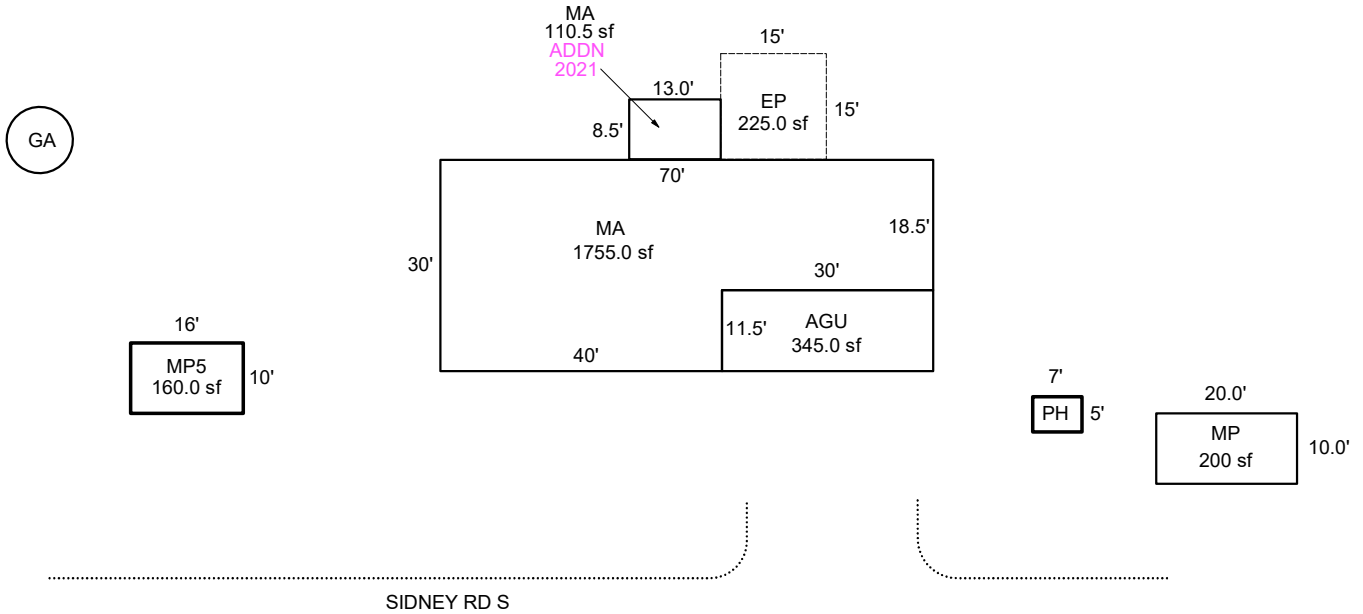 MA
110.5 sf
ADDN
2021
15'
13.0'
EP
225.0 sf
15'
8.5'
GA
70'
MA
1755.0 sf
18.5'
30'
30'
AGU
345.0 sf
11.5'
40'
16'
MP5
160.0 sf
10'
7'
PH
5'
20.0'
MP
200 sf
10.0'
SIDNEY RD S